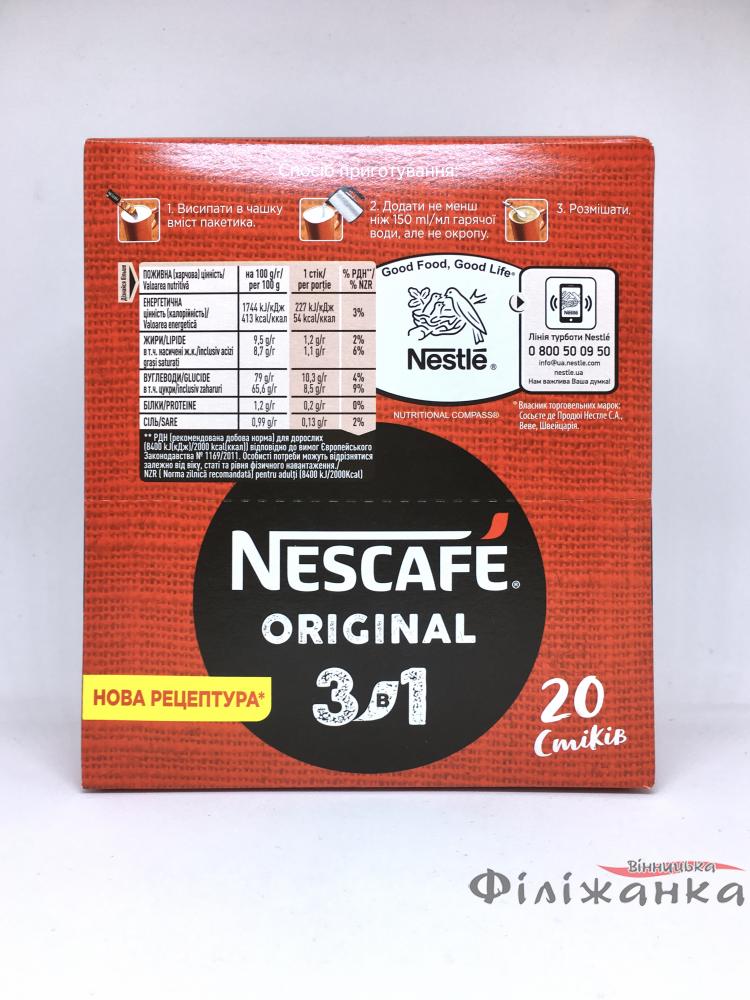 Спосіб приготування:
1. Висипати в чашку
вміст пакетика.
2. Додати не менш
ніж 150 ml/мл гарячої
води, але не окропу.
3. Розмішати.
Дізнайся більше
ПОЖИВНА (харчова) цінність/ на 100 g/г/ 1 стік/ % РДН**/
Valoarea nutritivă per 100 g per porție % NZR
ЕНЕРГЕТИЧНА
цінність (калорійність)/ 1744 kJ/кДж 227 kJ/кДж 3%
Valoarea energetică 413 kcal/ккал 54 kcal/ккал
ЖИРИ/LIPIDE 9,5 g/г 1,2 g/г 2%
в т.ч. насичені ж.к./inclusiv acizi 8,7 g/г 1,1 g/г 6%
grași saturați
ВУГЛЕВОДИ/GLUCIDE 79 g/г 10,3 g/г 4%
в т.ч. цукри/inclusiv zaharuri 65,6 g/г 8,5 g/г 9%
БІЛКИ/PROTEINE 1,2 g/г 0,2 g/г 0%
СІЛЬ/SARE 0,99 g/г 0,13 g/г 2%
** РДН (рекомендована добова норма) для дорослих
(8400 kJ(кДж)/2000 kcal(ккал)) відповідно до вимог Європейського
Законодавства № 1169/2011. Особисті потреби можуть відрізнятися
залежно від віку, статі та рівня фізичного навантаження./
NZR ( Norma zilnică recomandată) pentru adulți (8400 kJ/2000Kcal)
Good Food, Good Life®
Nestlé®
NUTRITIONAL COMPASS®
Nestlé
Лінія турботи Nestlé
0 800 50 09 50
info@ua.nestle.com
nestle.ua
Нам важлива Ваша думка!
*Власник торговельних марок:
Сосьєте де Продюї Нестле С.А.,
Веве, Швейцарія.
NESCAFÉ®
ORIGINAL
3 в 1
НОВА РЕЦЕПТУРА*
20
Стіків
Вінницька
Філіжанка